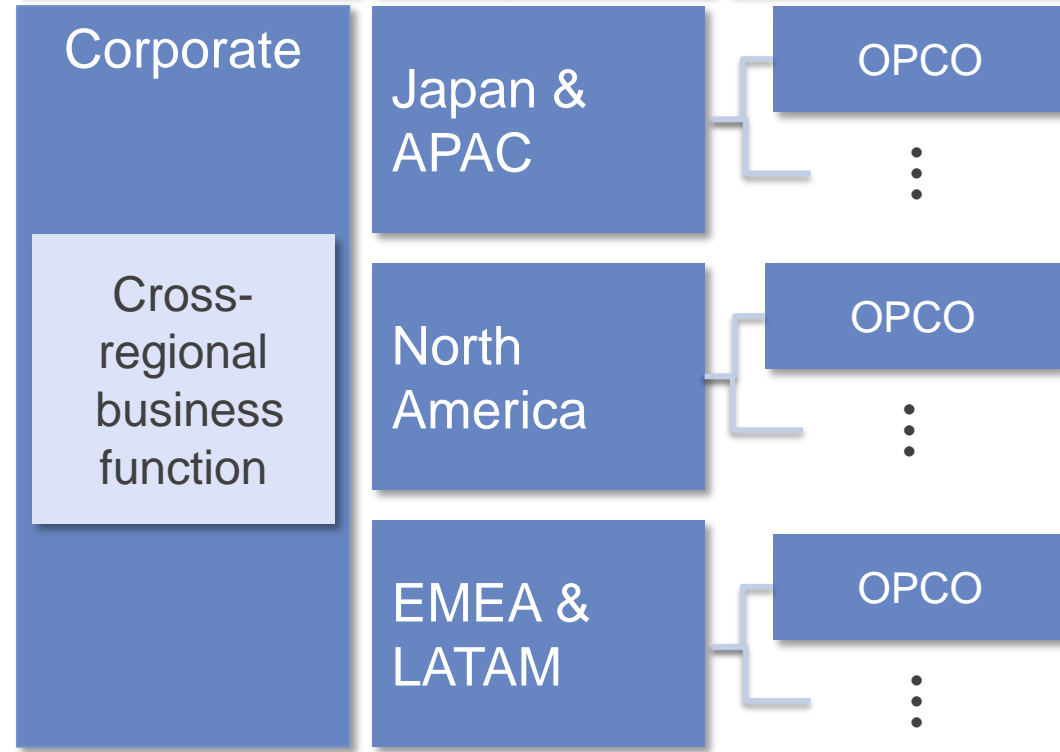 Corporate
Cross-
regional
business
function
Japan &
APAC
OPCO
North
America
OPCO
EMEA &
LATAM
OPCO